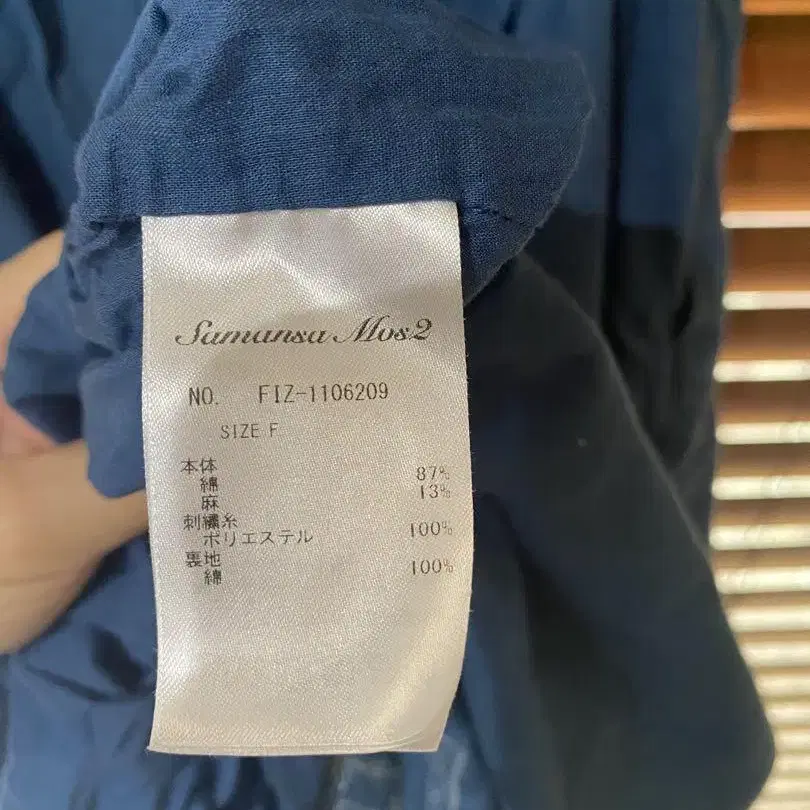 Samansa Mos2
NO. FIZ-1106209
SIZE F
本体
綿 87%
麻 13%
刺繍糸
ポリエステル 100%
裏地
綿 100%